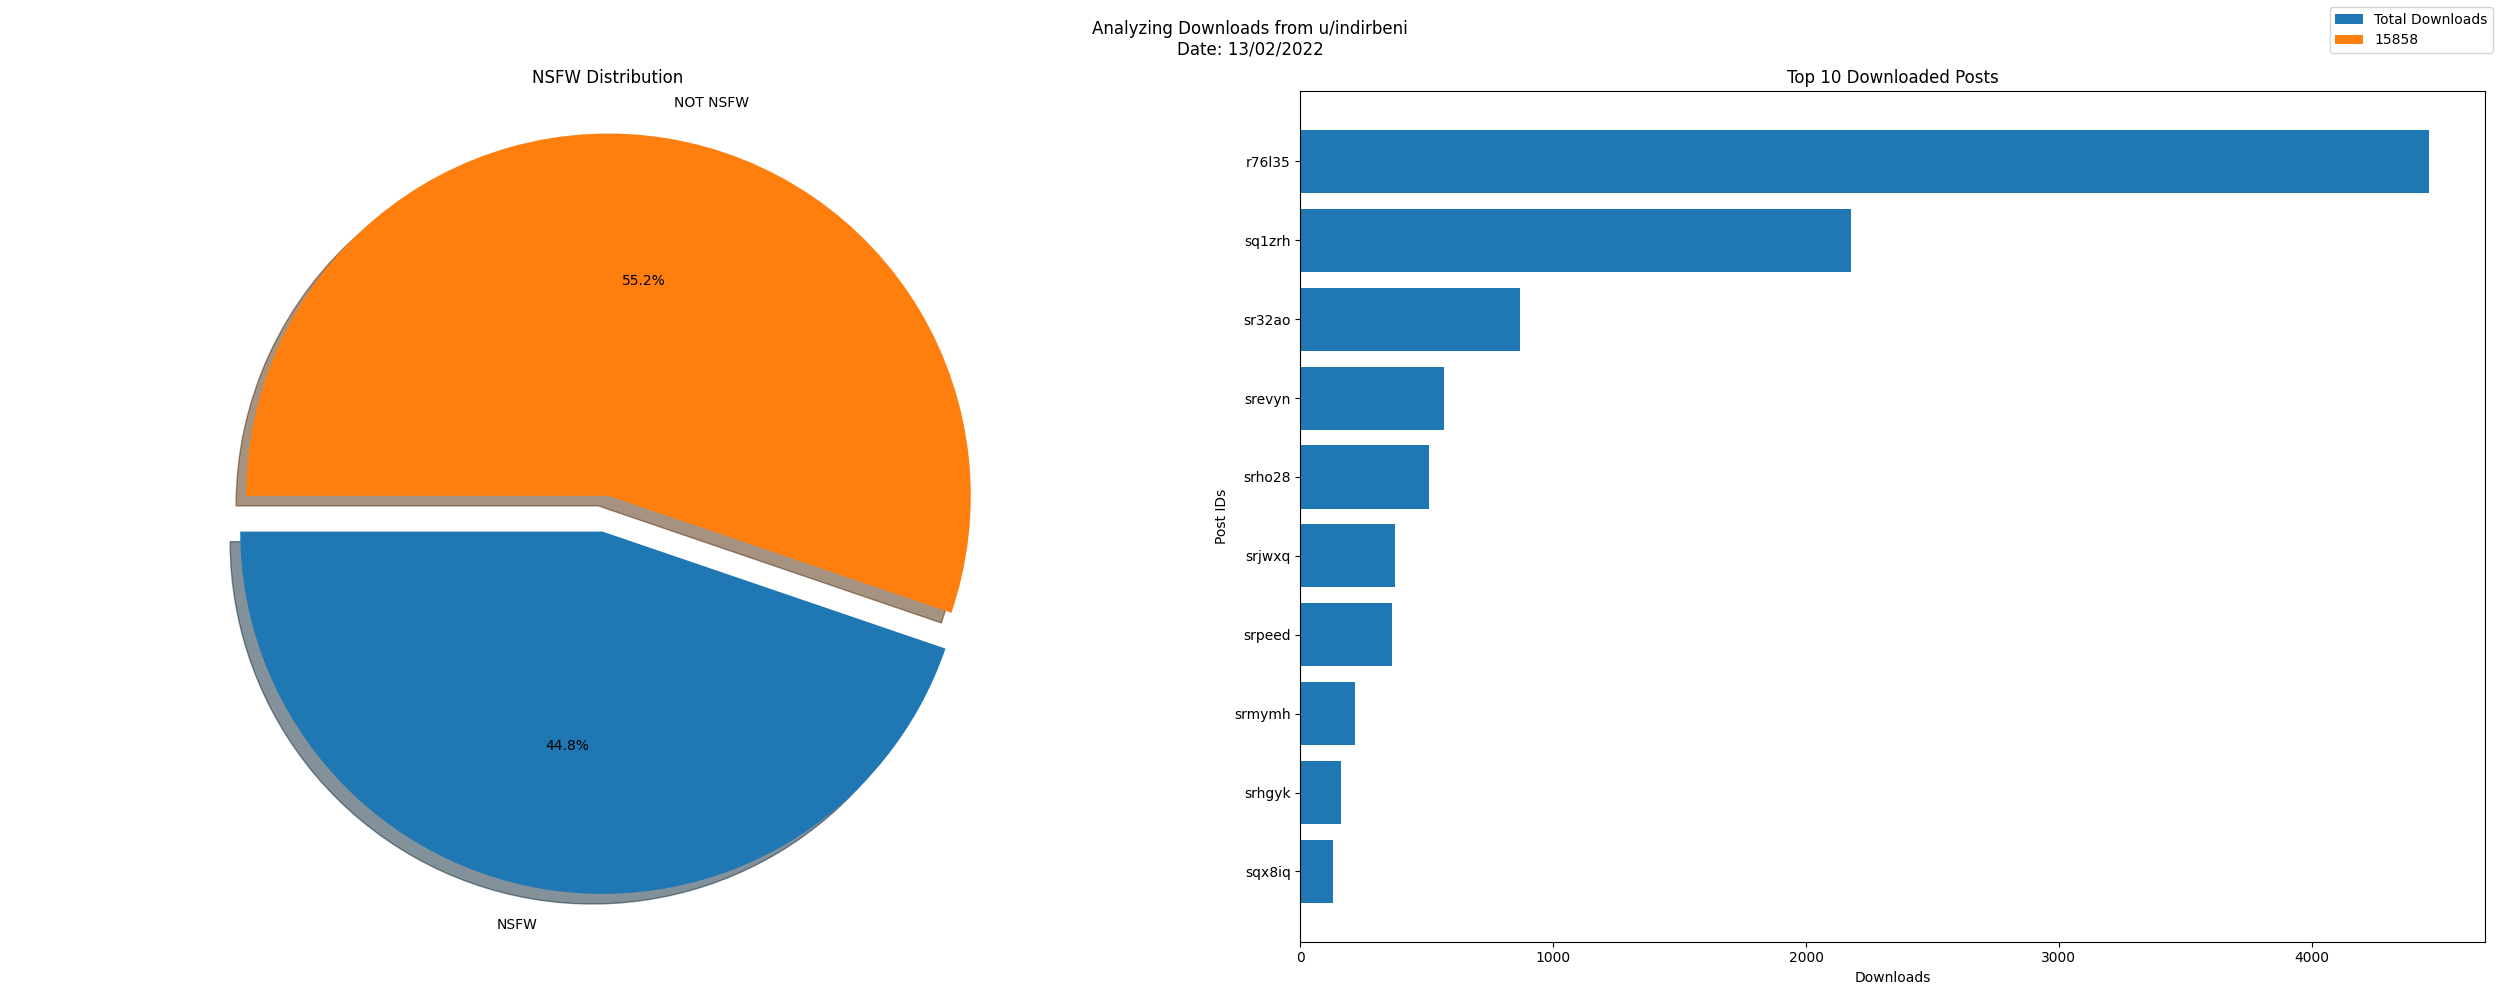 Analyzing Downloads from u/indirbeni
Date: 13/02/2022
Total Downloads
15858
NSFW Distribution
NOT NSFW
55.2%
44.8%
NSFW
Top 10 Downloaded Posts
Post IDs
r76l35
sq1zrh
sr32ao
srevyn
srho28
srjwxq
srpeed
srmymh
srhgyk
sqx8iq
0 1000 2000 3000 4000
Downloads